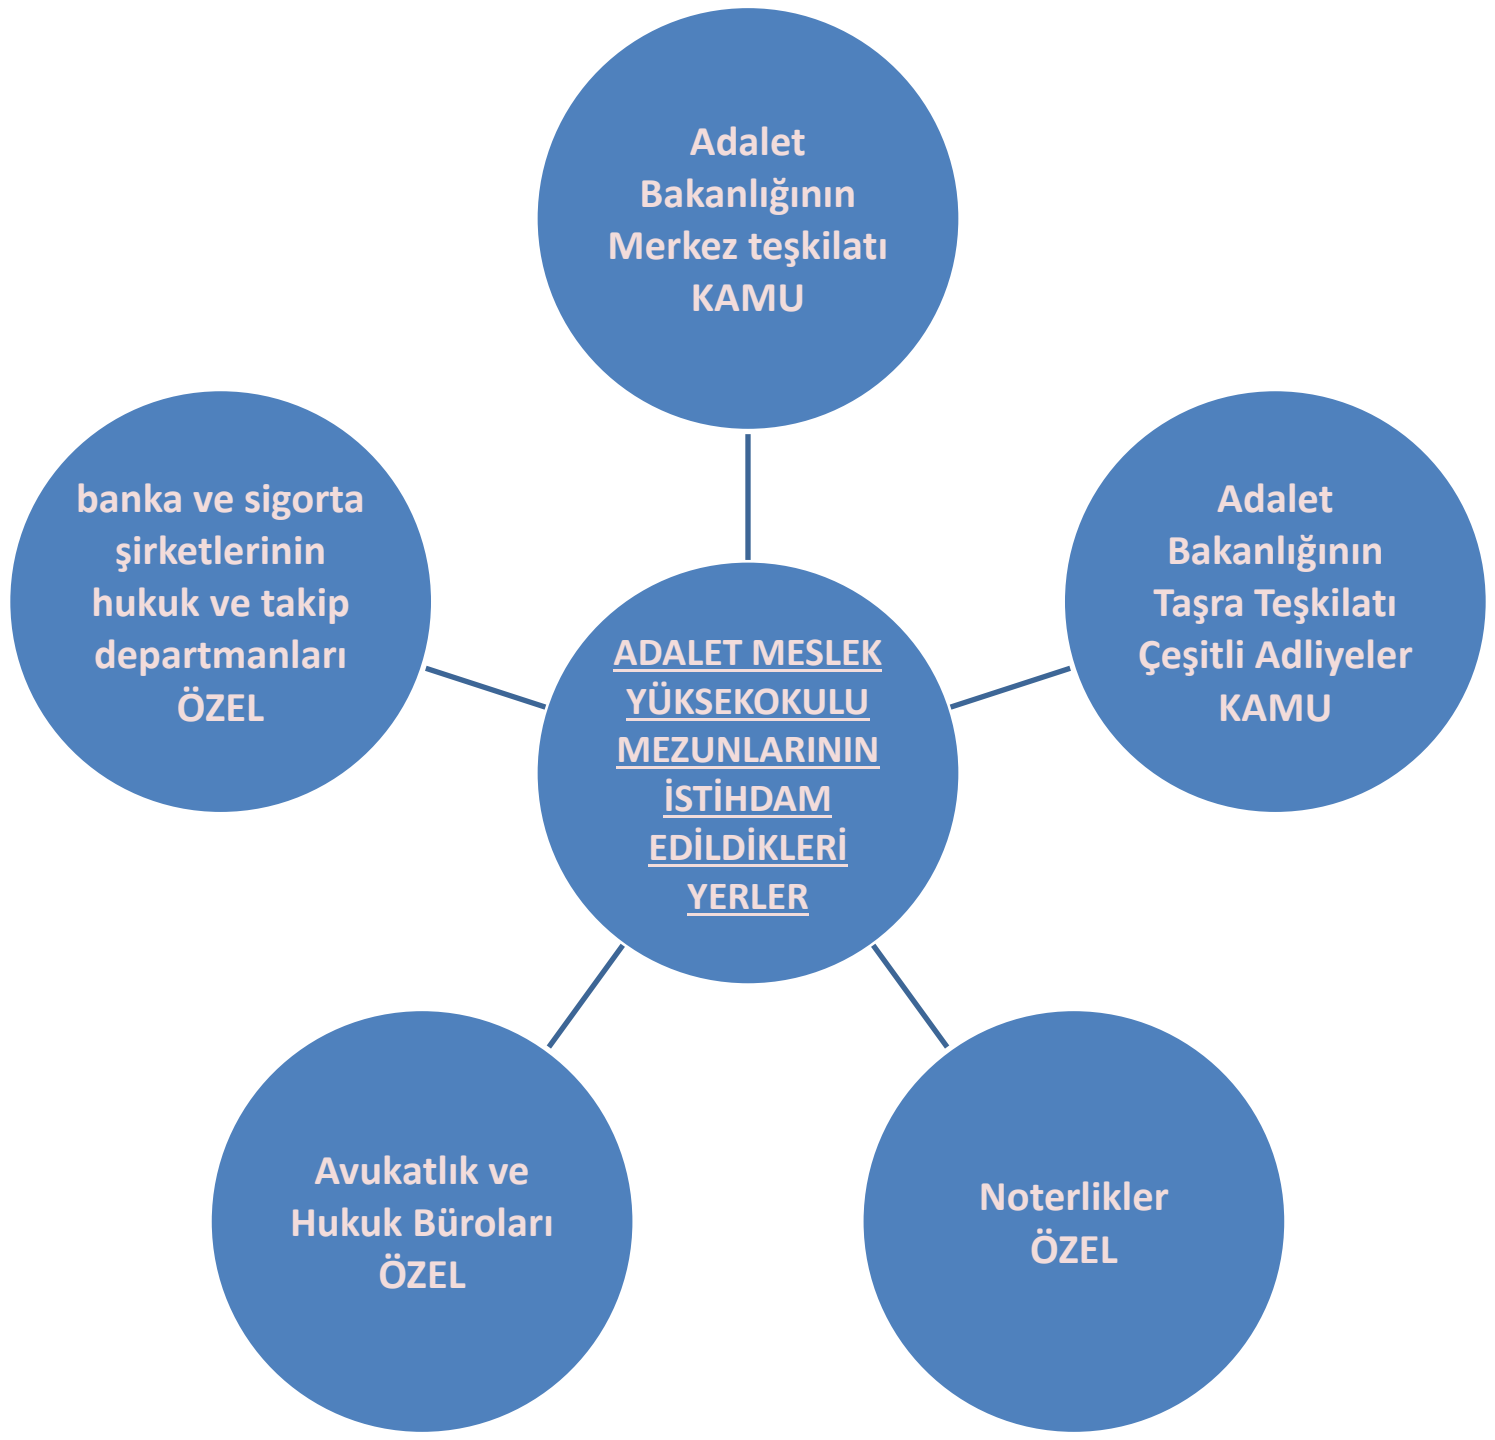 Adalet
Bakanlığının
Merkez teşkilatı
KAMU
banka ve sigorta
şirketlerinin
hukuk ve takip
departmanları
ÖZEL
Adalet
Bakanlığının
Taşra Teşkilatı
Çeşitli Adliyeler
KAMU
ADALET MESLEK
YÜKSEKOKULU
MEZUNLARININ
İSTİHDAM
EDİLDİKLERİ
YERLER
Avukatlık ve
Hukuk Büroları
ÖZEL
Noterlikler
ÖZEL